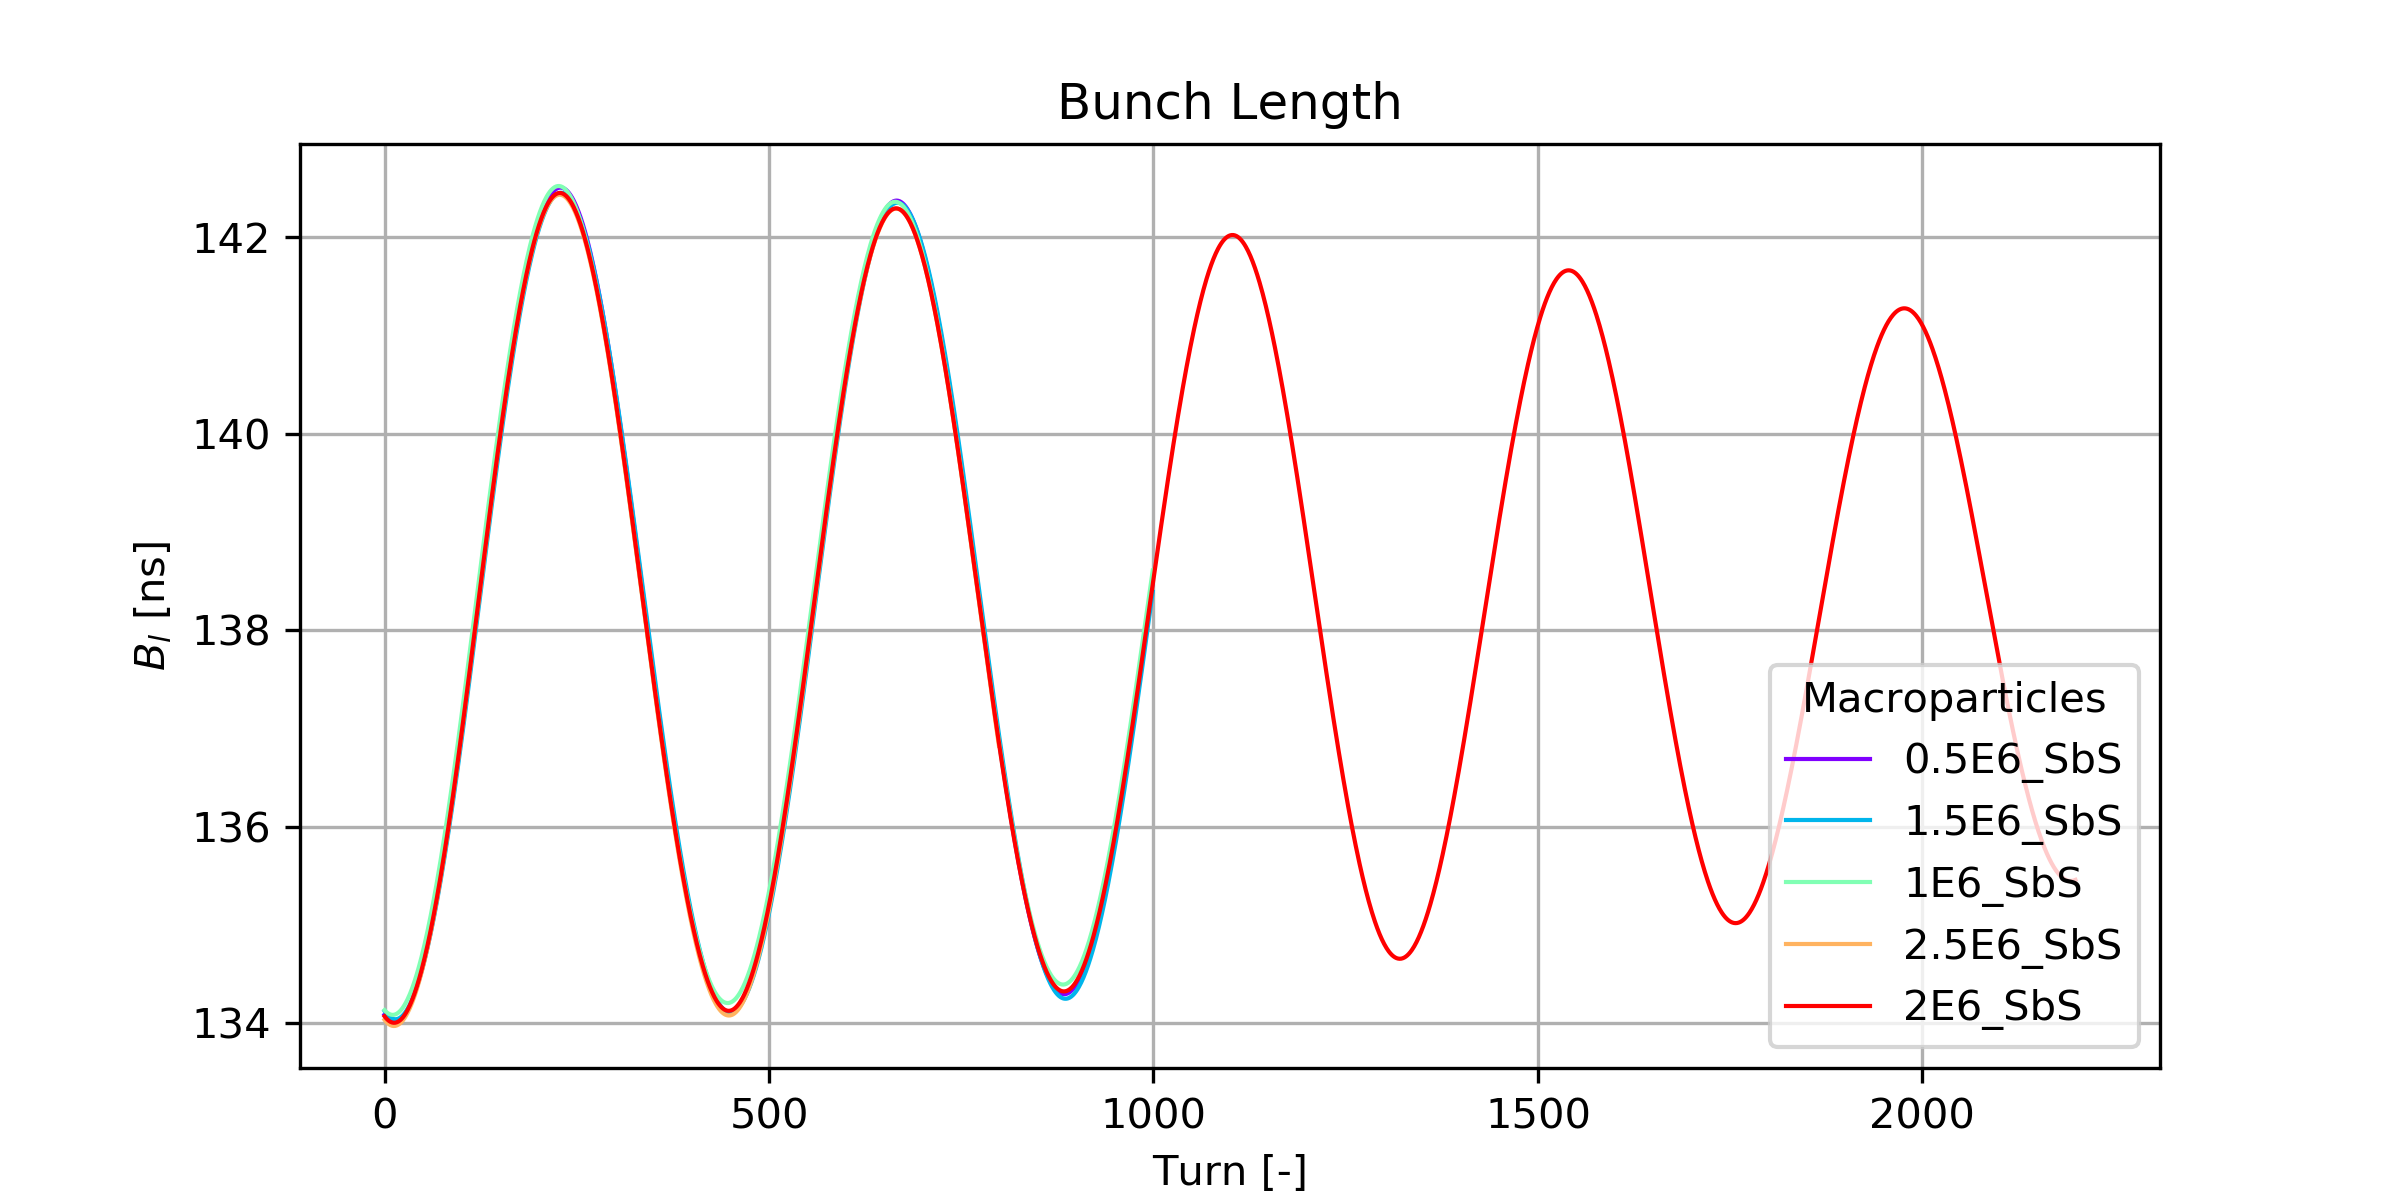 Bunch Length
142
140
138
136
134
B_l [ns]
Macroparticles
0.5E6_SbS
1.5E6_SbS
1E6_SbS
2.5E6_SbS
2E6_SbS
0 500 1000 1500 2000
Turn [-]